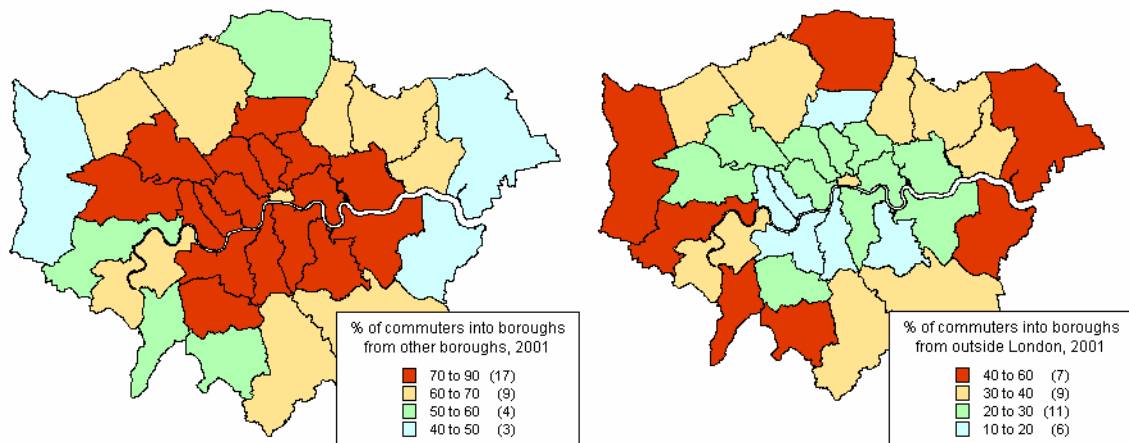 % of commuters into boroughs
from other boroughs, 2001
70 to 90 (17)
60 to 70 (9)
50 to 60 (4)
40 to 50 (3)
% of commuters into boroughs
from outside London, 2001
40 to 60 (7)
30 to 40 (9)
20 to 30 (11)
10 to 20 (6)